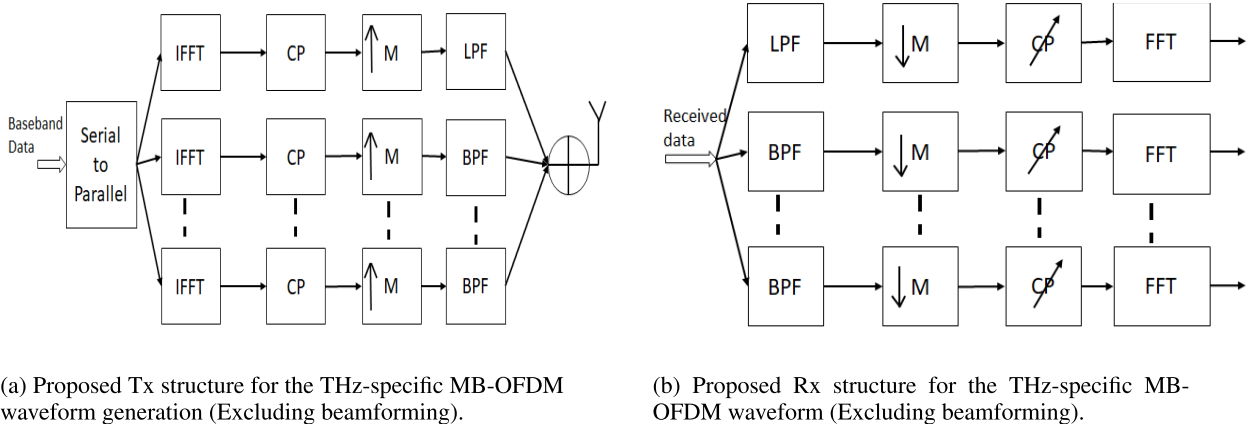 IFFT CP M LPF
Baseband
Data
Serial
to
Parallel
IFFT CP M BPF
IFFT CP M BPF
(a) Proposed Tx structure for the THz-specific MB-OFDM
waveform generation (Excluding beamforming).
LPF M CP FFT
Received
data
BPF M CP FFT
BPF M CP FFT
(b) Proposed Rx structure for the THz-specific MB-
OFDM waveform (Excluding beamforming).